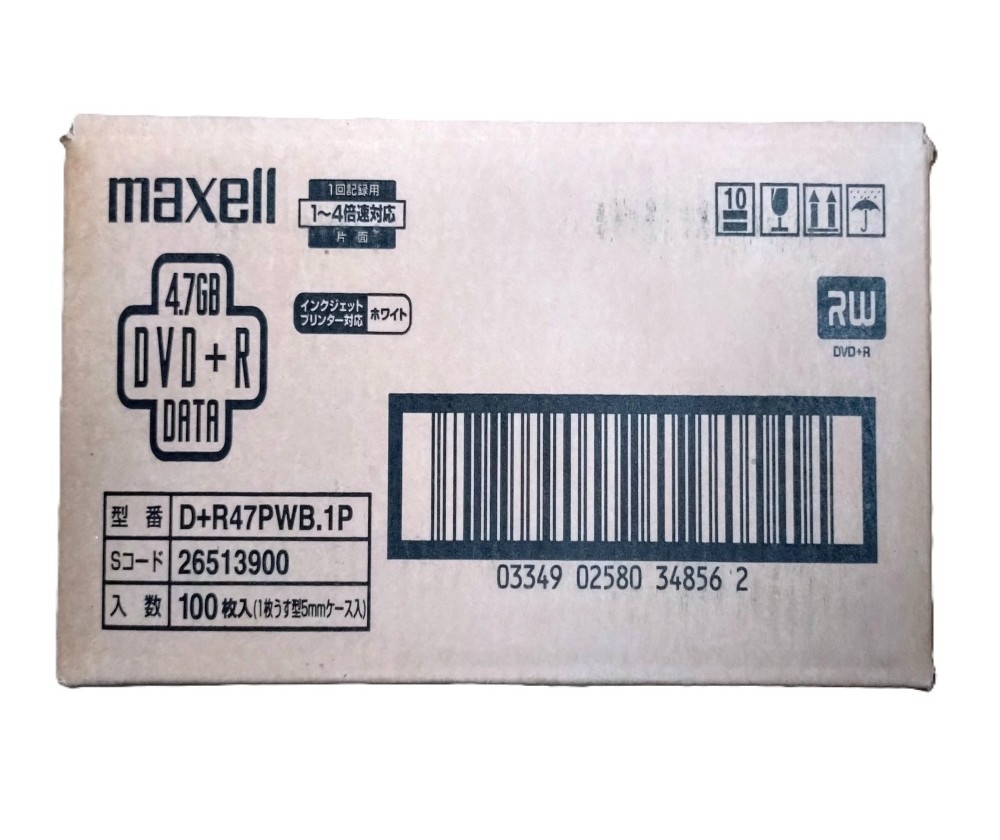 maxell
1回記録用
1～4倍速対応
片面
10
4.7GB
DVD+R
DATA
インクジェット
プリンター対応
ホワイト
RW
DVD+R
型番 D+R47PWB.1P
Sコード 26513900
入数 100枚入(1枚うす型5mmケース入)
03349 02580 34856 2